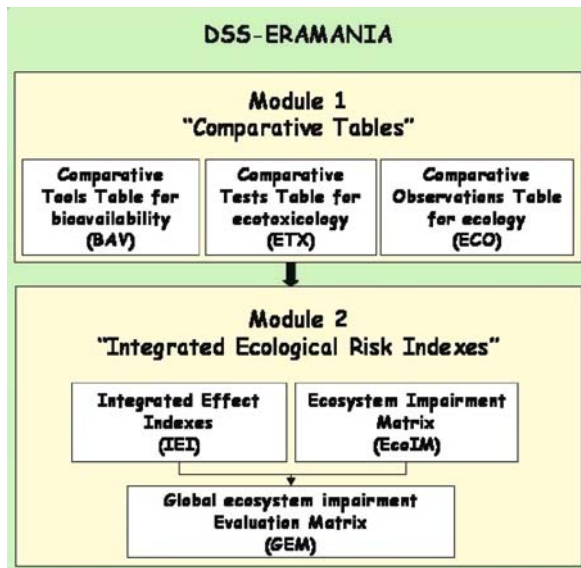 DSS-ERAMANIA
Module 1
"Comparative Tables"
Comparative
Tools Table for
bioavailability
(BAV)
Comparative
Tests Table for
ecotoxicology
(ETX)
Comparative
Observations Table
for ecology
(ECO)
Module 2
"Integrated Ecological Risk Indexes"
Integrated Effect
Indexes
(IEI)
Ecosystem Impairment
Matrix
(EcoIM)
Global ecosystem impairment
Evaluation Matrix
(GEM)